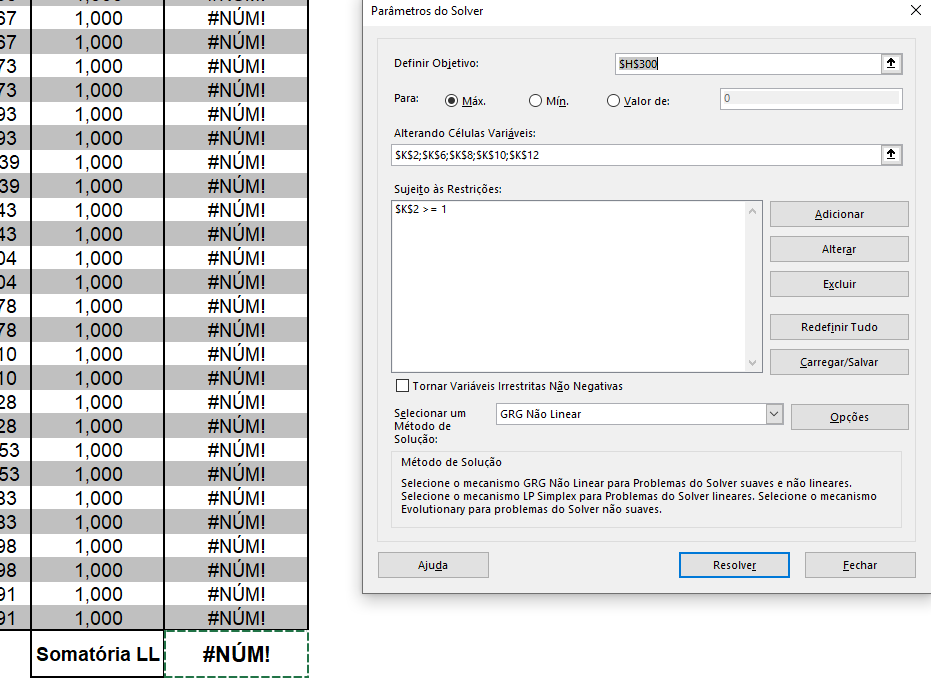 67 1,000 #NÚM!
67 1,000 #NÚM!
73 1,000 #NÚM!
73 1,000 #NÚM!
93 1,000 #NÚM!
93 1,000 #NÚM!
39 1,000 #NÚM!
39 1,000 #NÚM!
43 1,000 #NÚM!
43 1,000 #NÚM!
04 1,000 #NÚM!
04 1,000 #NÚM!
78 1,000 #NÚM!
78 1,000 #NÚM!
10 1,000 #NÚM!
10 1,000 #NÚM!
28 1,000 #NÚM!
28 1,000 #NÚM!
53 1,000 #NÚM!
53 1,000 #NÚM!
33 1,000 #NÚM!
33 1,000 #NÚM!
98 1,000 #NÚM!
98 1,000 #NÚM!
91 1,000 #NÚM!
91 1,000 #NÚM!
Somatória LL #NÚM!
Parâmetros do Solver
Definir Objetivo: $H$300
Para: Máx. Mín. Valor de: 0
Alterando Células Variáveis:
$K$2;$K$6;$K$8;$K$10;$K$12
Sujeito às Restrições:
$K$2 >= 1
Adicionar
Alterar
Excluir
Redefinir Tudo
Carregar/Salvar
Tornar Variáveis Irrestritas Não Negativas
Selecionar um
Método de
Solução:
GRG Não Linear
Opções
Método de Solução
Selecione o mecanismo GRG Não Linear para Problemas do Solver suaves e não lineares.
Selecione o mecanismo LP Simplex para Problemas do Solver lineares. Selecione o mecanismo
Evolutionary para problemas do Solver não suaves.
Ajuda
Resolver
Fechar